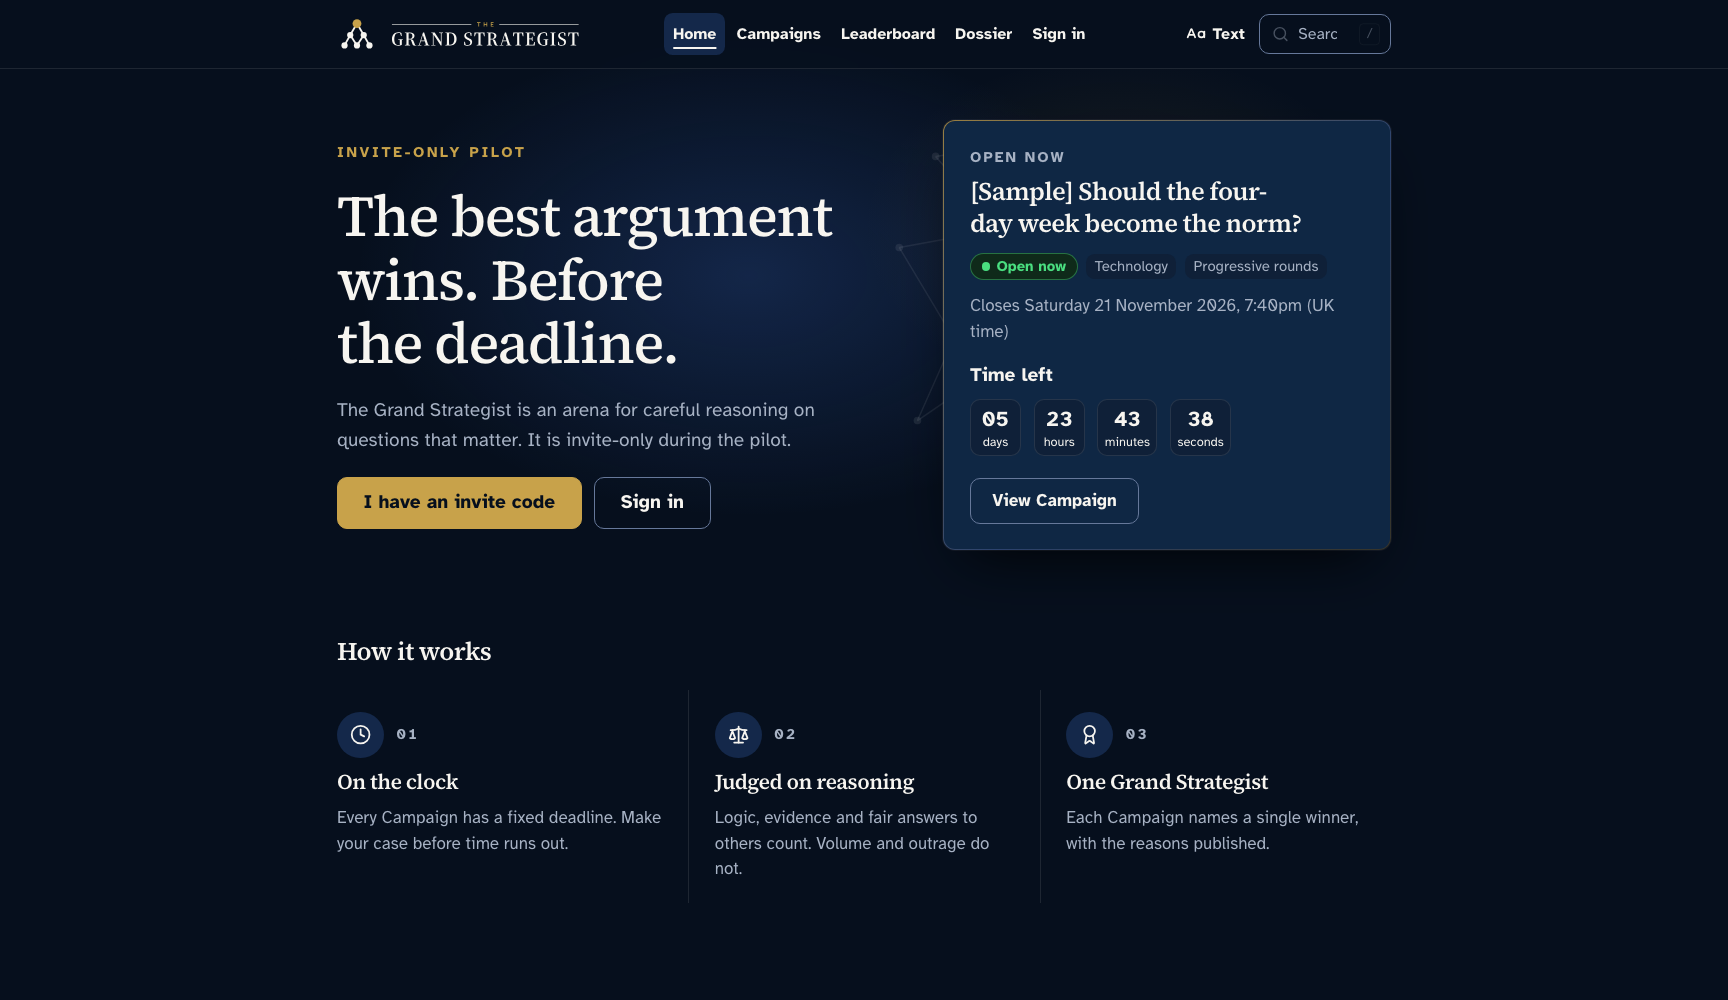 THE
GRAND STRATEGIST
Home
Campaigns
Leaderboard
Dossier
Sign in
Aa Text
Searc
/
INVITE-ONLY PILOT
The best argument
wins. Before
the deadline.
The Grand Strategist is an arena for careful reasoning on
questions that matter. It is invite-only during the pilot.
I have an invite code
Sign in
OPEN NOW
[Sample] Should the four-
day week become the norm?
Open now
Technology
Progressive rounds
Closes Saturday 21 November 2026, 7:40pm (UK
time)
Time left
05
days
23
hours
43
minutes
38
seconds
View Campaign
How it works
01
On the clock
Every Campaign has a fixed deadline. Make
your case before time runs out.
02
Judged on reasoning
Logic, evidence and fair answers to
others count. Volume and outrage do
not.
03
One Grand Strategist
Each Campaign names a single winner,
with the reasons published.